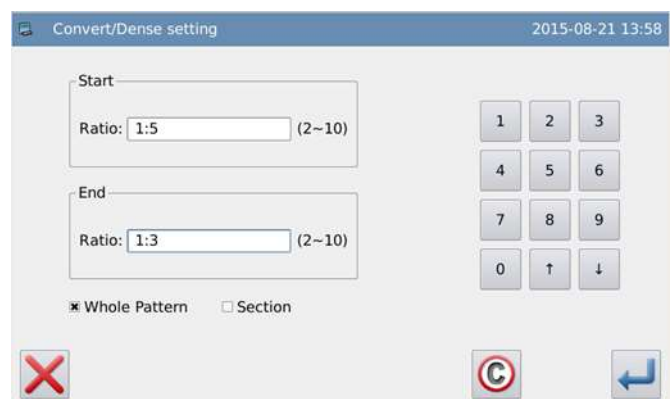 Convert/Dense setting 2015-08-21 13:58
Start
Ratio: 1:5 (2~10)
End
Ratio: 1:3 (2~10)
Whole Pattern Section
1 2 3
4 5 6
7 8 9
0 ↑ ↓
C